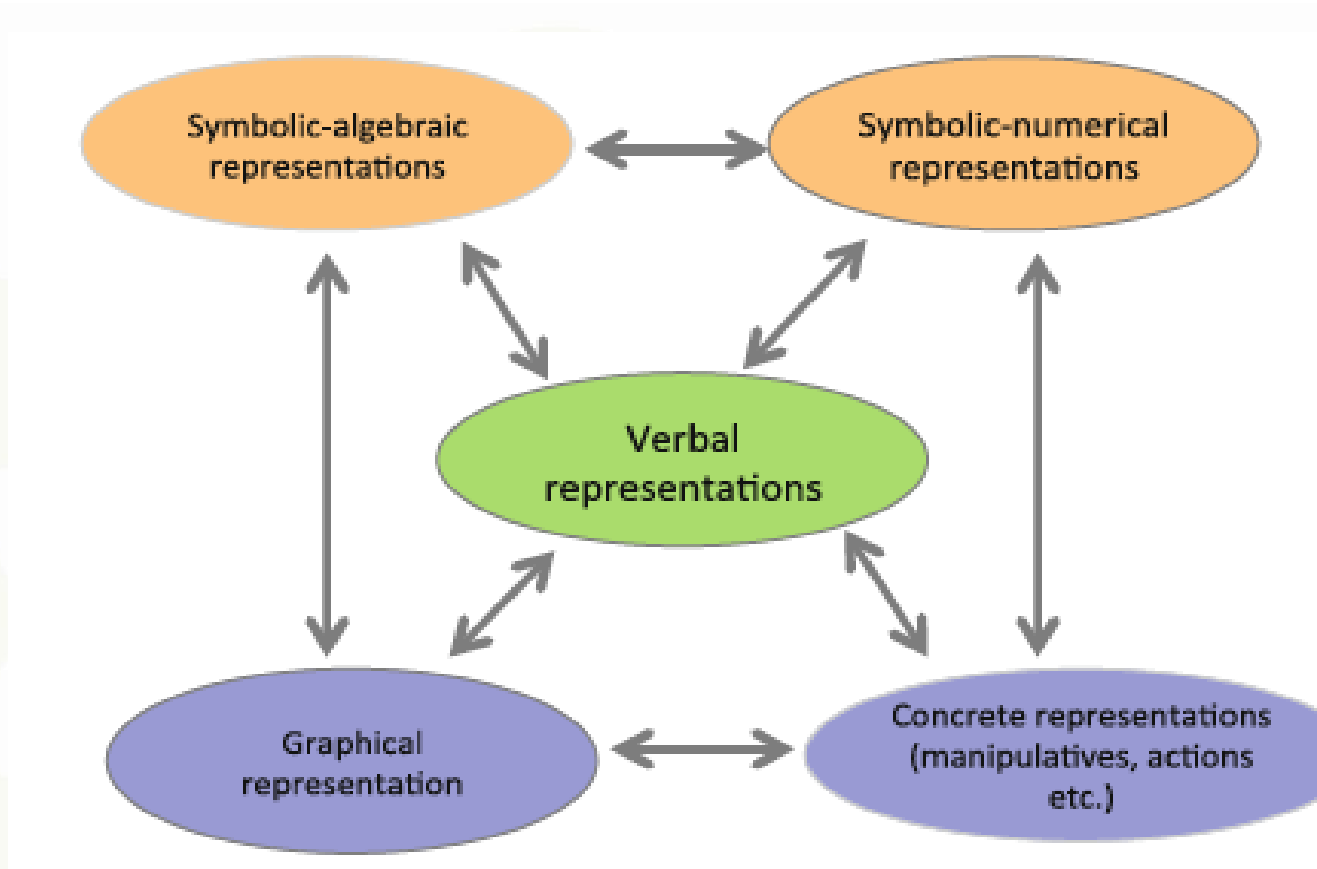 Symbolic-algebraic
representations
Symbolic-numerical
representations
Verbal
representations
Graphical
representation
Concrete representations
(manipulatives, actions
etc.)